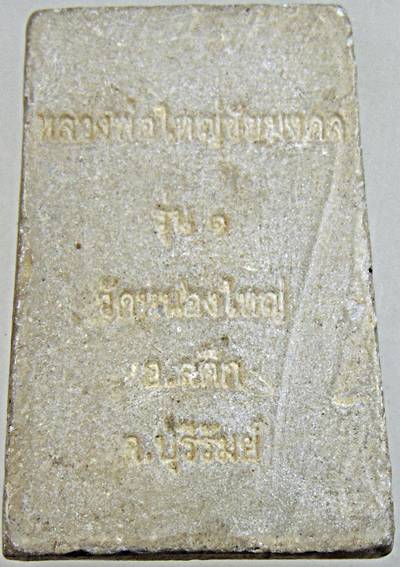 หลวงพ่อใหญ่ชัยมงคล
รุ่น ๑
วัดหนองใหญ่
อ.สตึก
จ.บุรีรัมย์